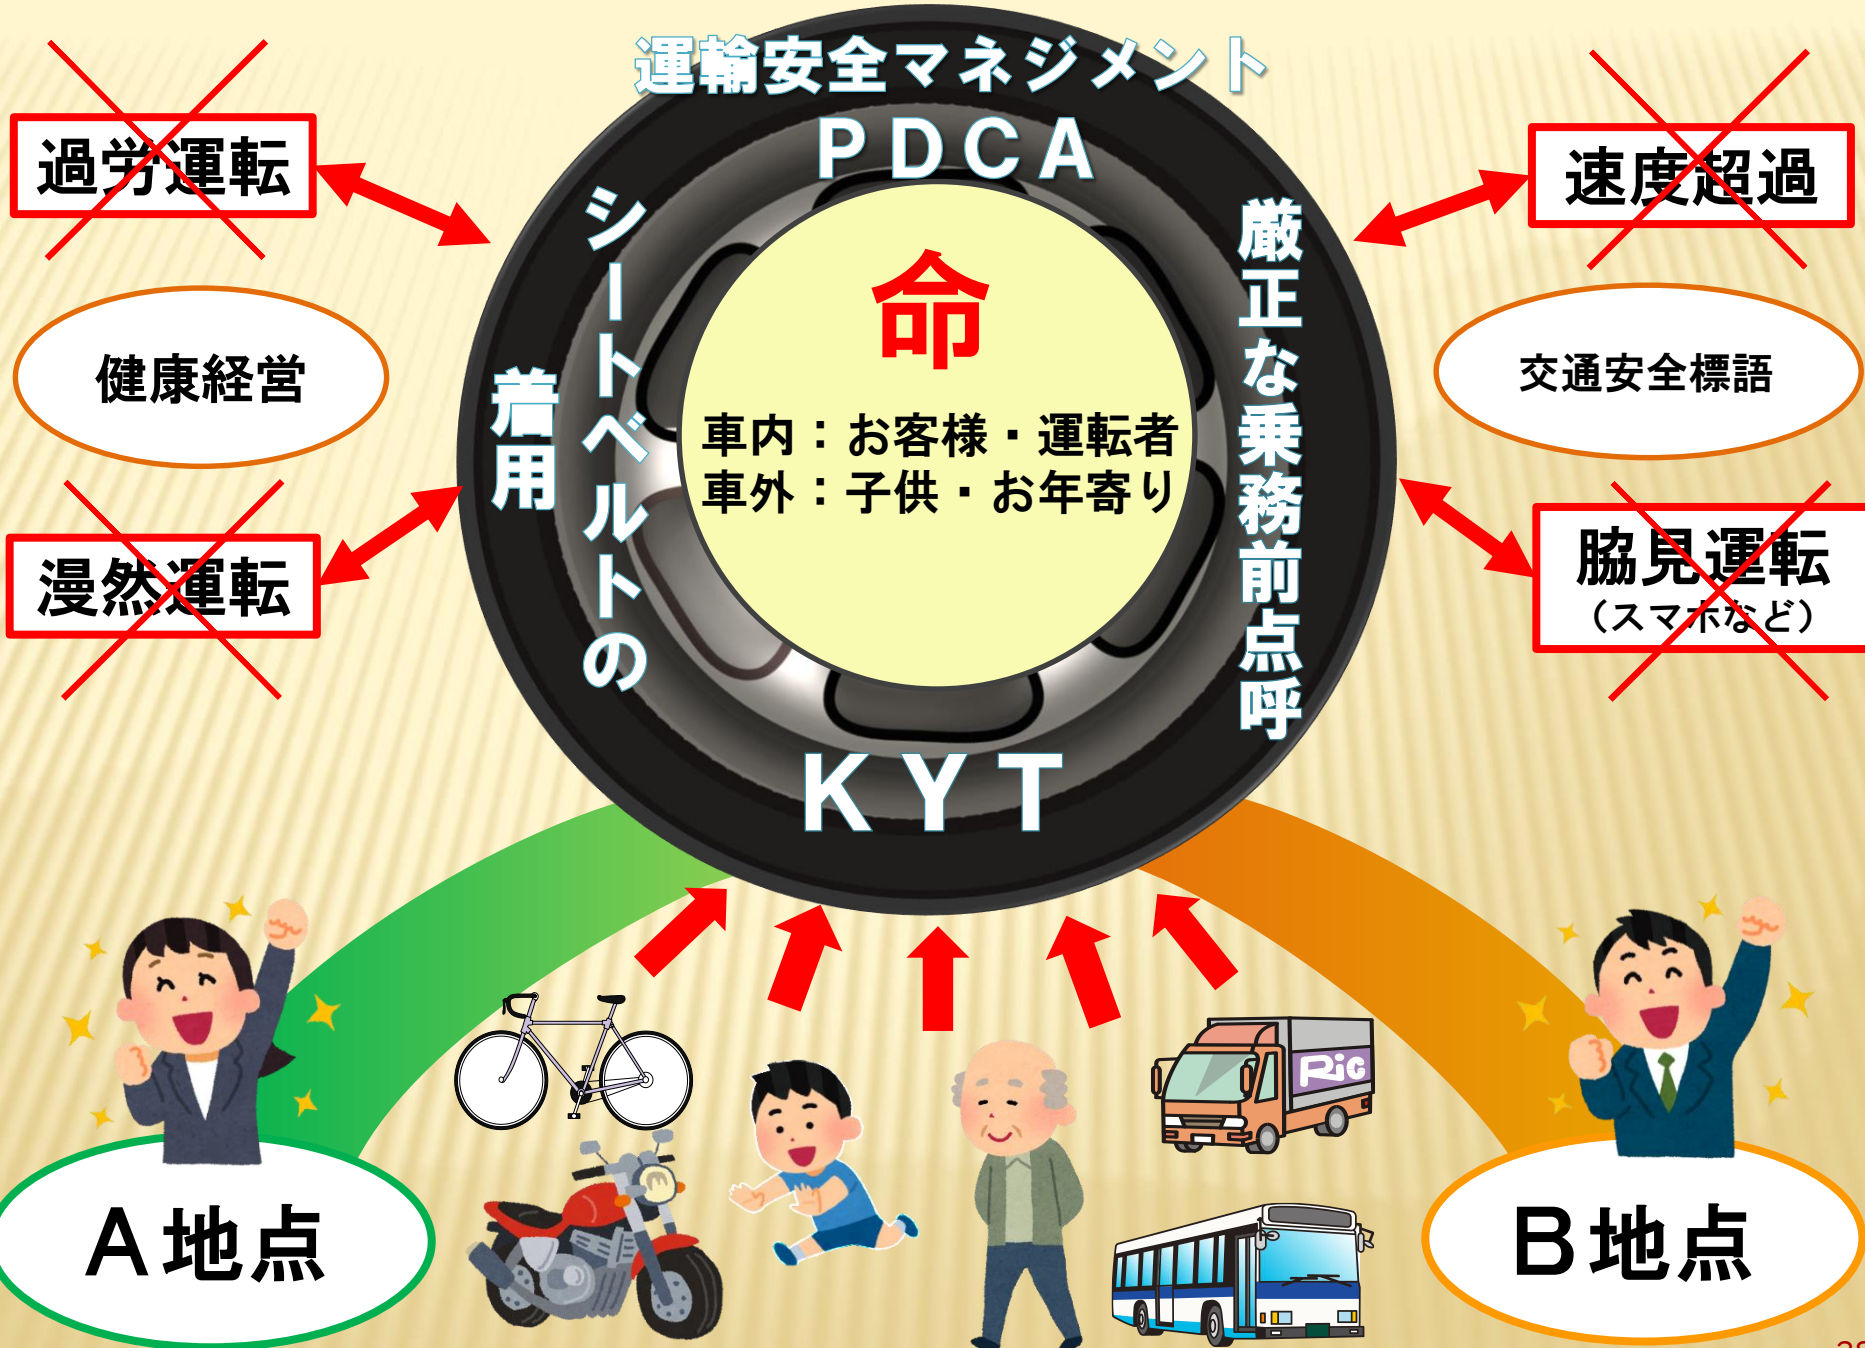 運輸安全マネジメント
PDCA
過労運転
速度超過
シートベルトの
着用
厳正な乗務前点呼
命
車内：お客様・運転者
車外：子供・お年寄り
健康経営
交通安全標語
漫然運転
脇見運転
（スマホなど）
KYT
Ric
A地点
B地点